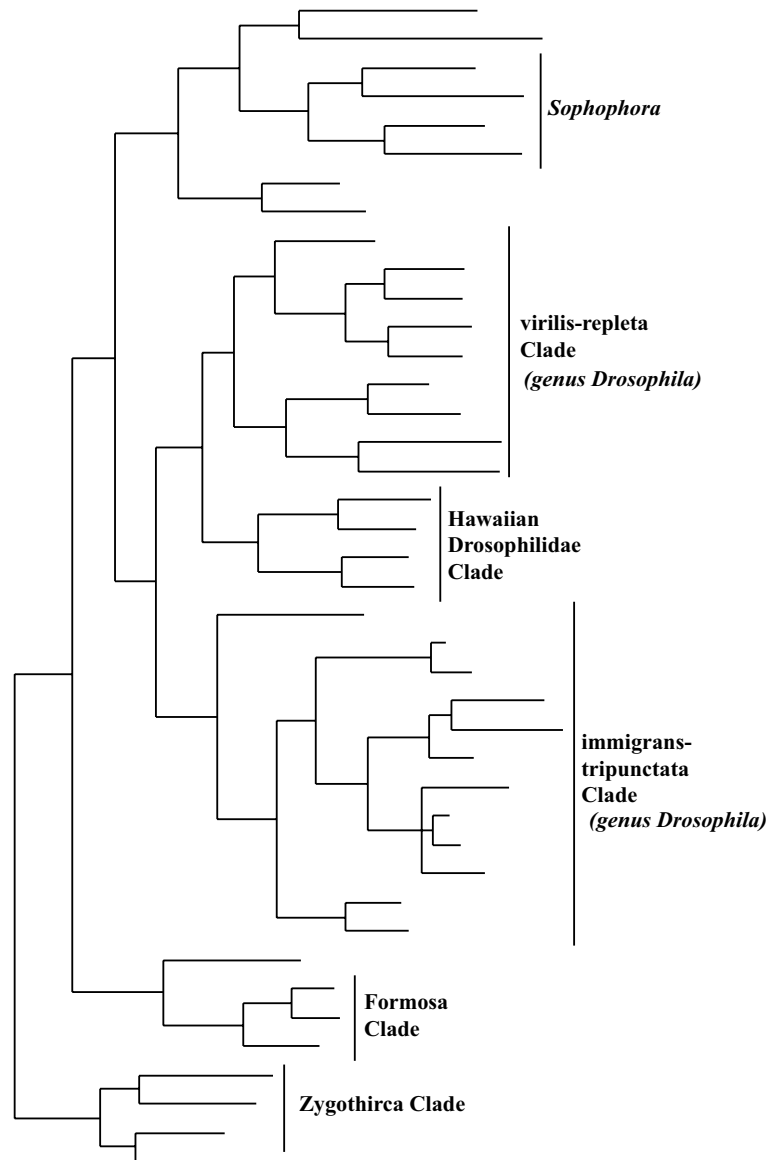 Sophophora
virilis-repleta
Clade
(genus Drosophila)
Hawaiian
Drosophilidae
Clade
immigrans-
tripunctata
Clade
(genus Drosophila)
Formosa
Clade
Zygothirca Clade